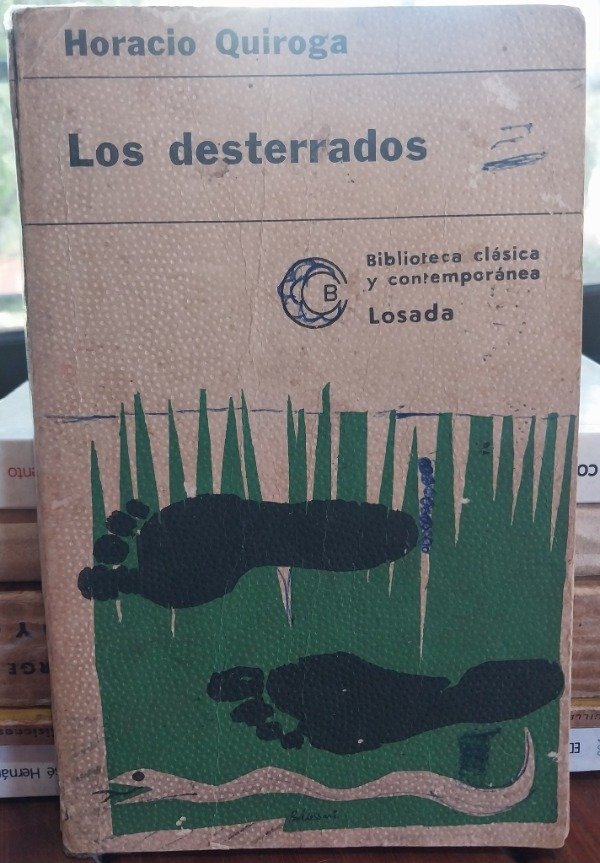 Horacio Quiroga
Los desterrados
Biblioteca clásica
y contemporánea
B
Losada